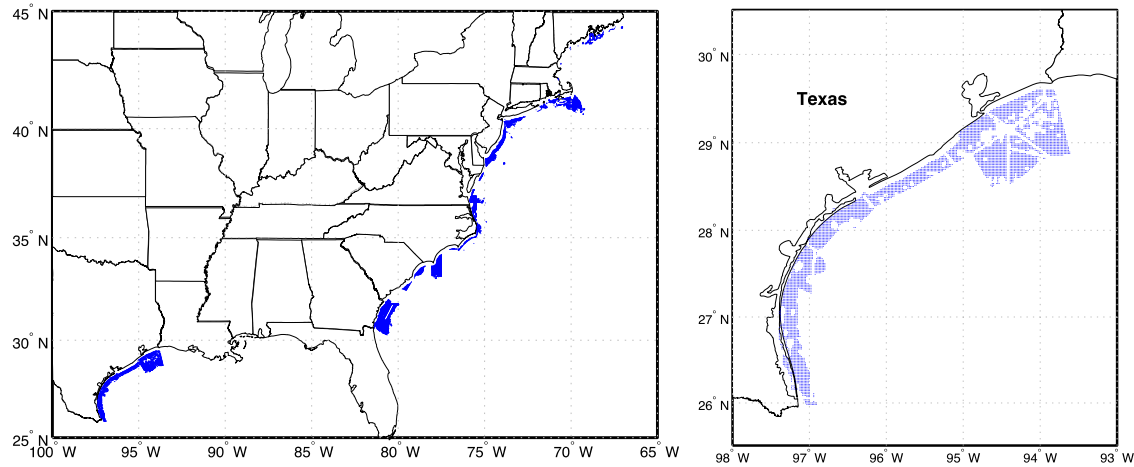 45° N
40° N
35° N
30° N
25° N
100° W
95° W
90° W
85° W
80° W
75° W
70° W
65° W
Texas
30° N
29° N
28° N
27° N
26° N
98° W
97° W
96° W
95° W
94° W
93° W